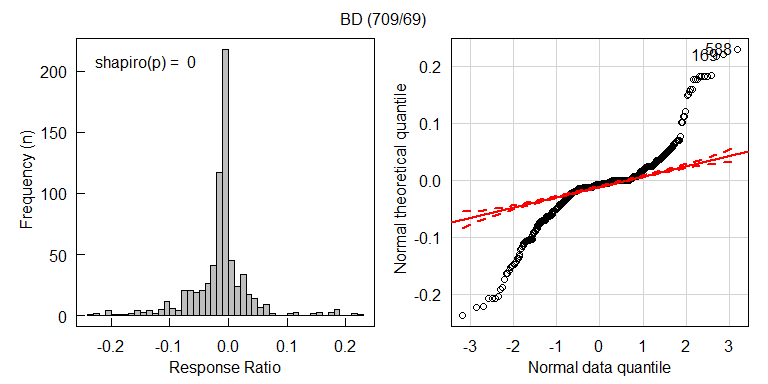 BD (709/69)
shapiro(p) = 0
Frequency (n)
200
150
100
50
0
-0.2 -0.1 0.0 0.1 0.2
Response Ratio
588
169
Normal theoretical quantile
0.2
0.1
0.0
-0.1
-0.2
-3 -2 -1 0 1 2 3
Normal data quantile